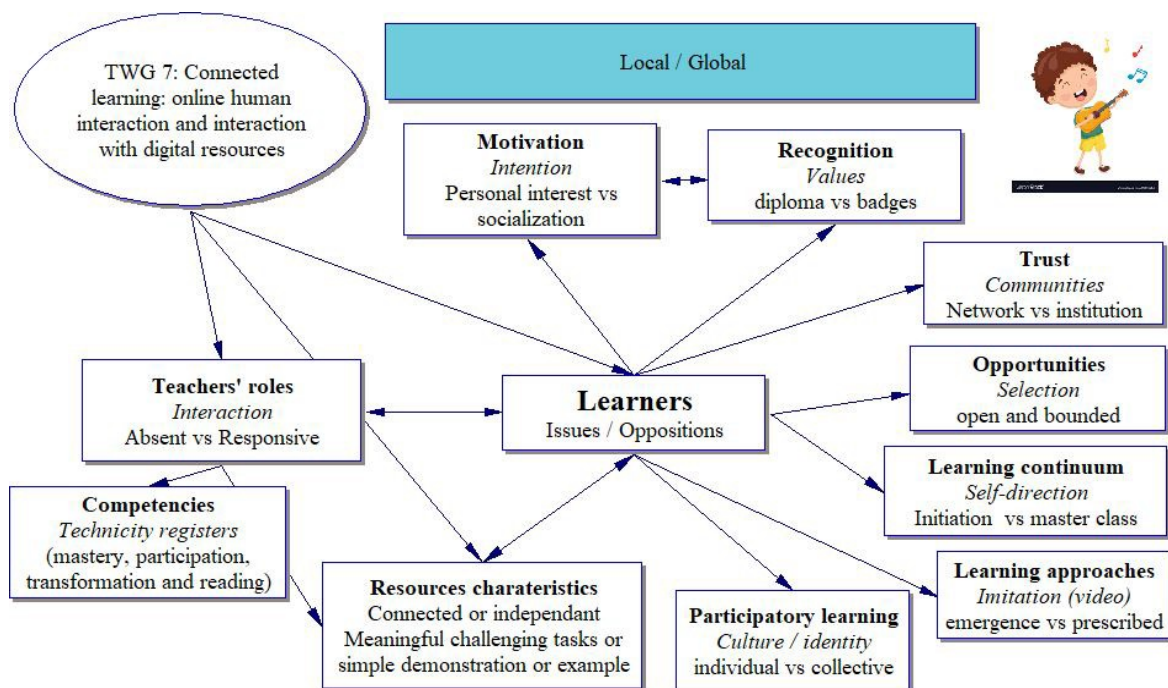 TWG 7: Connected
learning: online human
interaction and interaction
with digital resources
Local / Global
Motivation
Intention
Personal interest vs
socialization
Recognition
Values
diploma vs badges
Trust
Communities
Network vs institution
Teachers' roles
Interaction
Absent vs Responsive
Learners
Issues / Oppositions
Opportunities
Selection
open and bounded
Learning continuum
Self-direction
Initiation vs master class
Competencies
Technicity registers
(mastery, participation,
transformation and reading)
Resources charateristics
Connected or independant
Meaningful challenging tasks or
simple demonstration or example
Participatory learning
Culture / identity
individual vs collective
Learning approaches
Imitation (video)
emergence vs prescribed